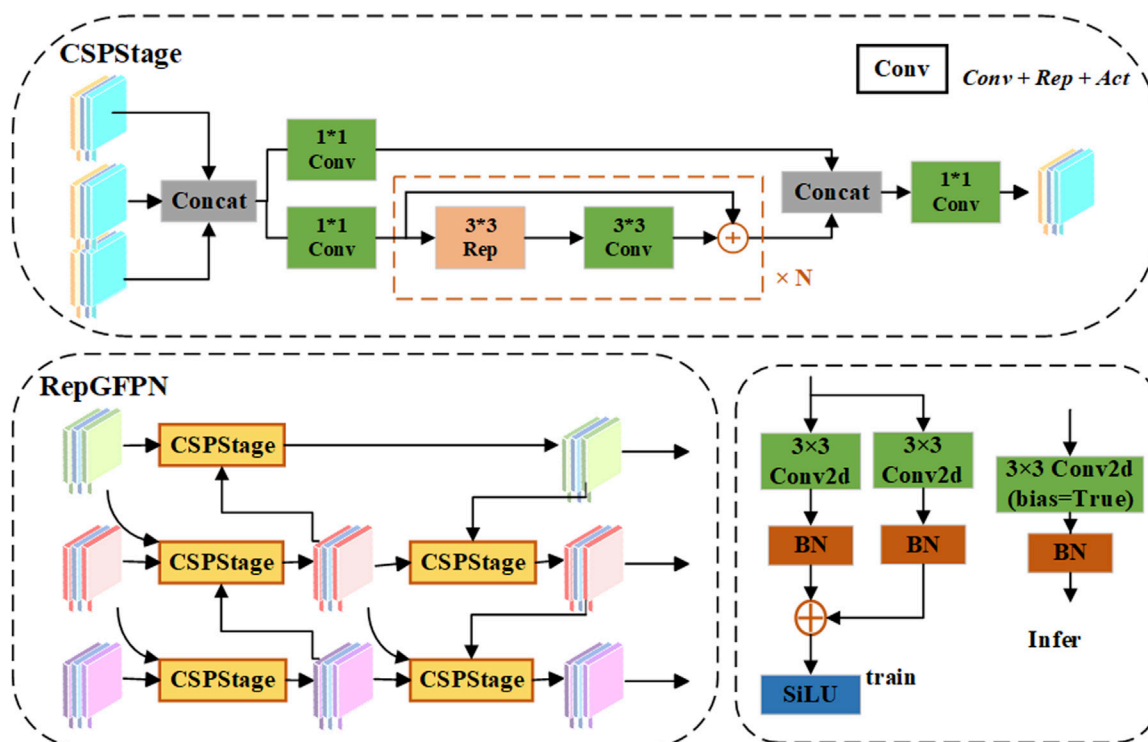 CSPStage
Conv
Conv + Rep + Act
1*1
Conv
Concat
1*1
Conv
3*3
Rep
3*3
Conv
+
× N
Concat
1*1
Conv
RepGFPN
CSPStage
CSPStage
CSPStage
CSPStage
CSPStage
3×3
Conv2d
3×3
Conv2d
BN
BN
SiLU
train
3×3 Conv2d
(bias=True)
BN
Infer